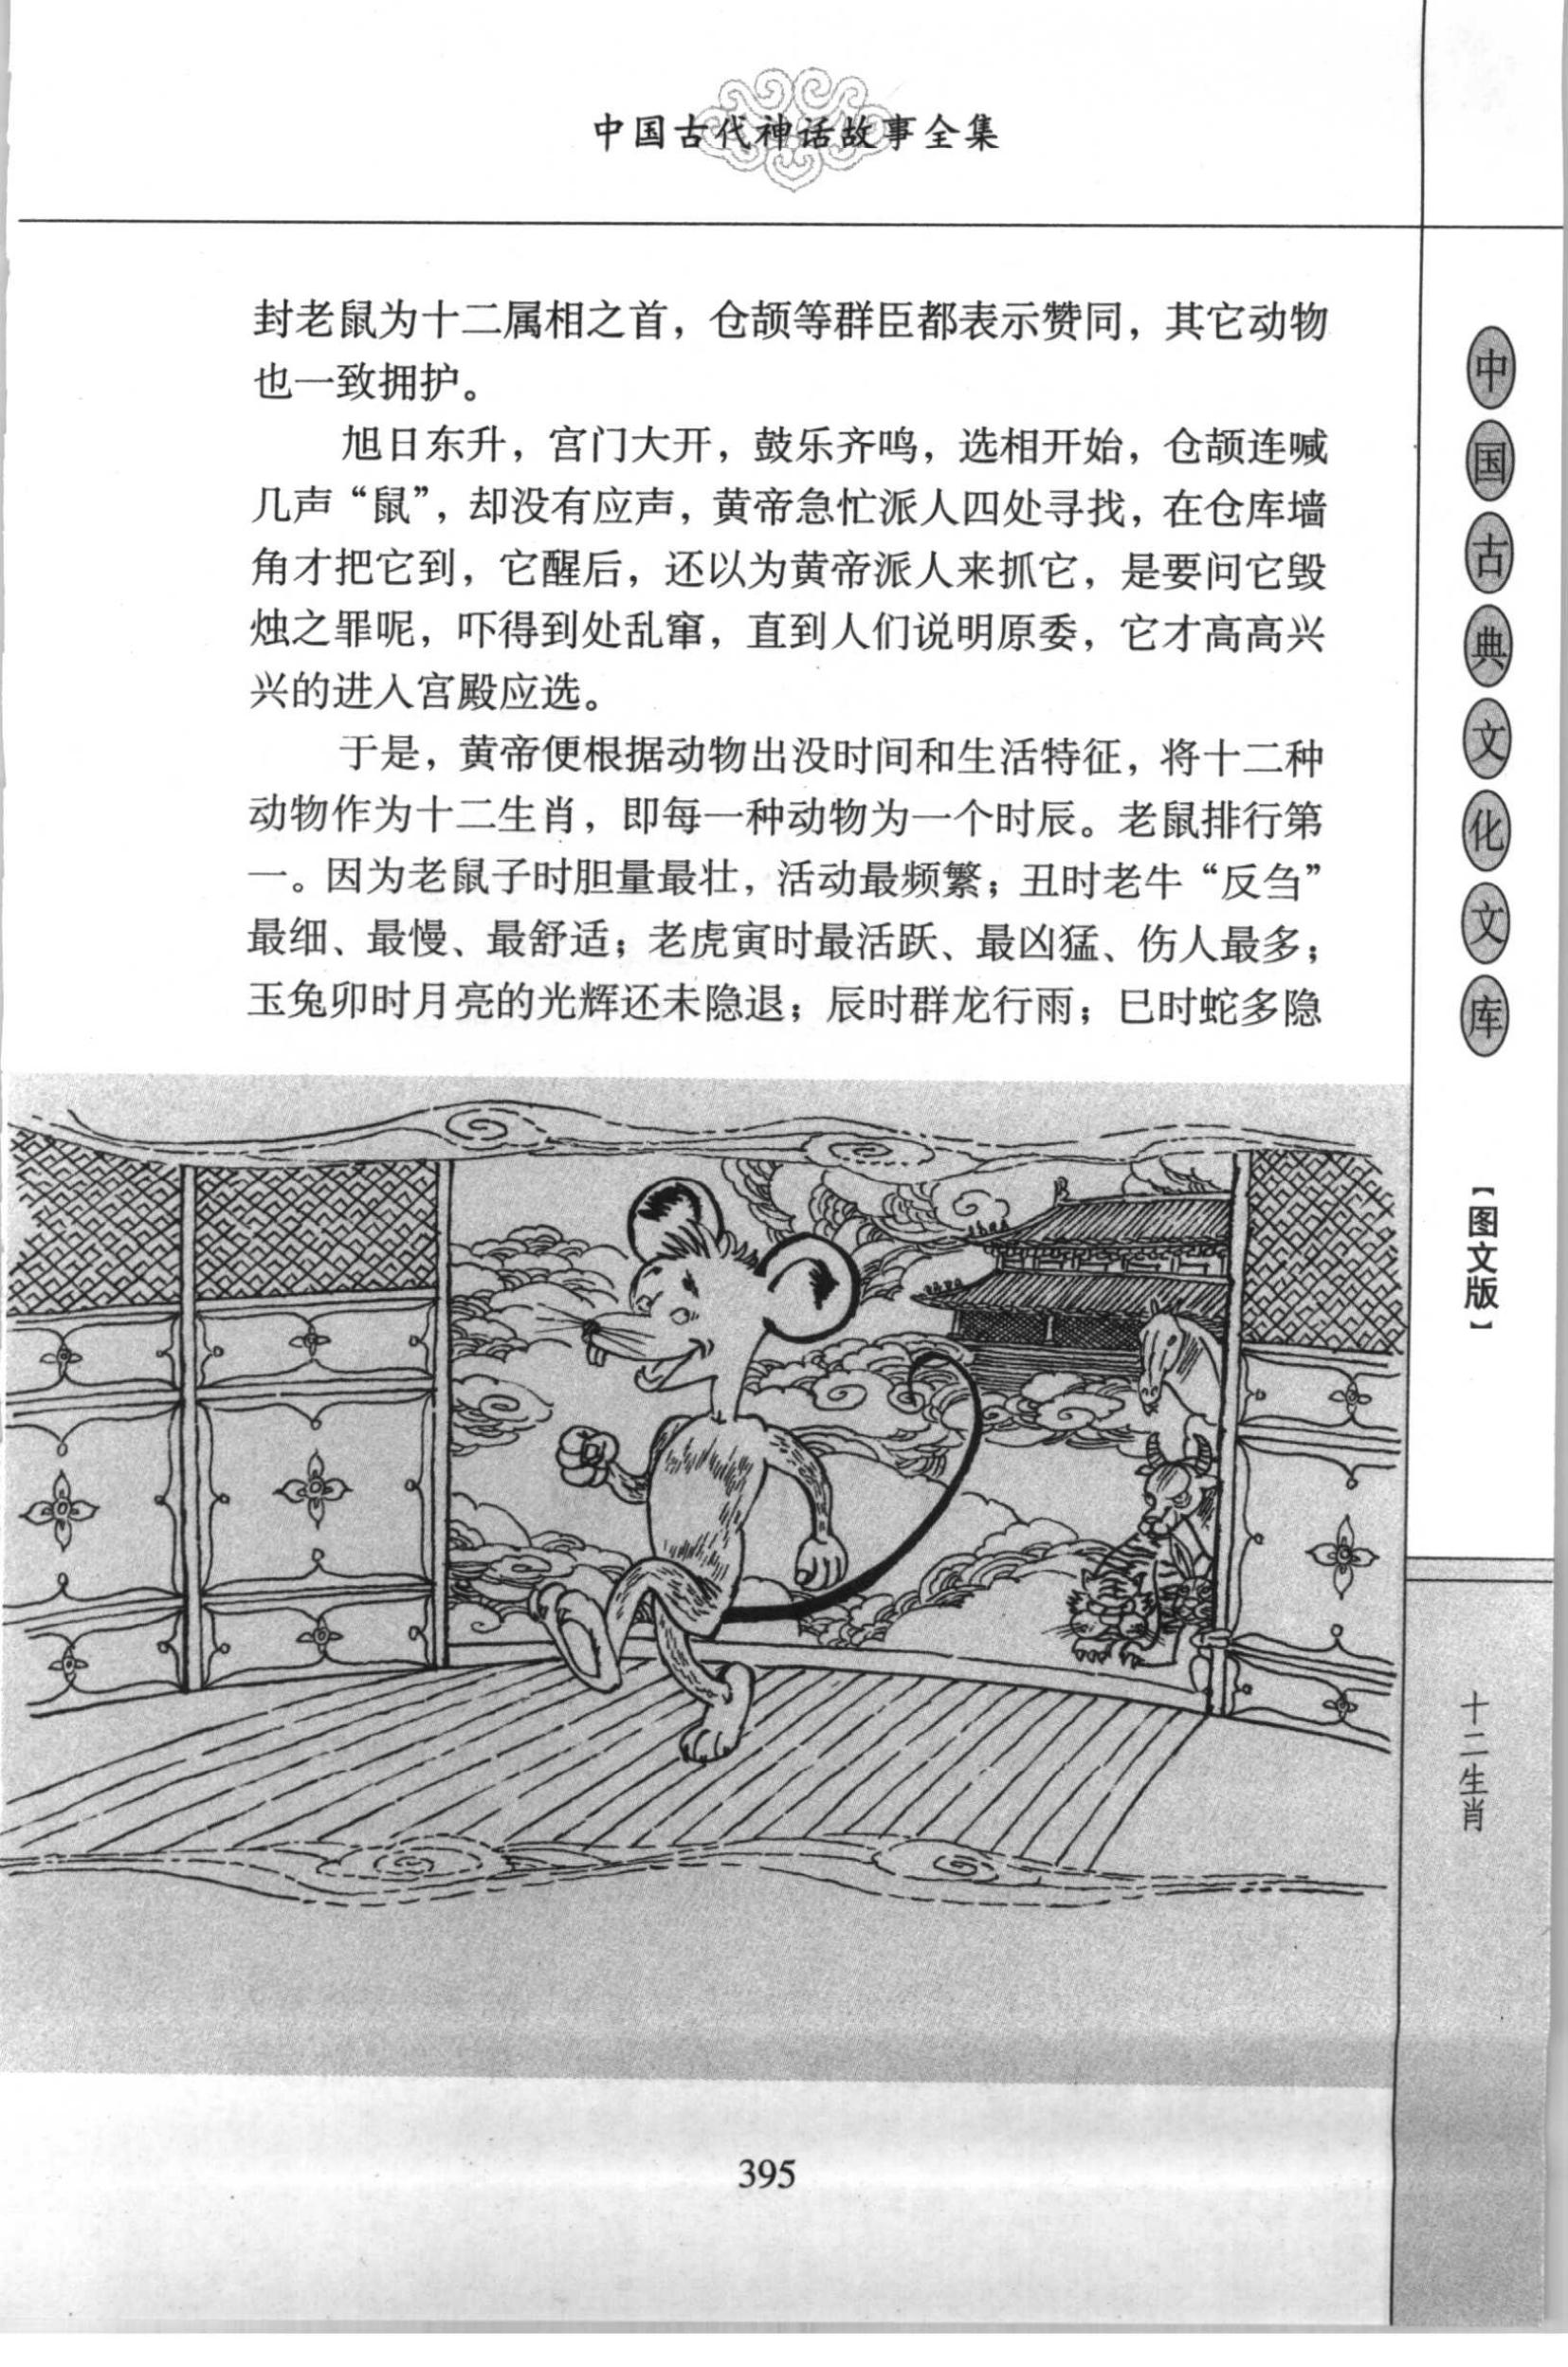 中国古代神话故事全集
封老鼠为十二属相之首，仓颉等群臣都表示赞同，其它动物
也一致拥护。
旭日东升，宫门大开，鼓乐齐鸣，选相开始，仓颉连喊
几声“鼠”，却没有应声，黄帝急忙派人四处寻找，在仓库墙
角才把它到，它醒后，还以为黄帝派人来抓它，是要问它毁
烛之罪呢，吓得到处乱窜，直到人们说明原委，它才高高兴
兴的进入宫殿应选。
于是，黄帝便根据动物出没时间和生活特征，将十二种
动物作为十二生肖，即每一种动物为一个时辰。老鼠排行第
一。因为老鼠子时胆量最壮，活动最频繁；丑时老牛“反刍”
最细、最慢、最舒适；老虎寅时最活跃、最凶猛、伤人最多；
玉兔卯时月亮的光辉还未隐退；辰时群龙行雨；巳时蛇多隐
中国古典文化文库
【图文版】
十二生肖
395